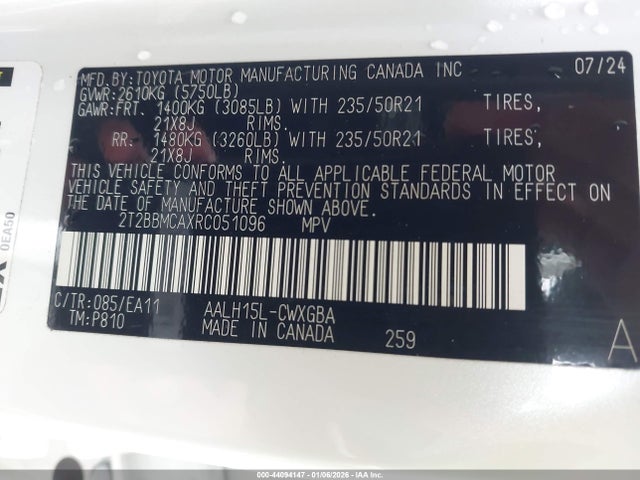 MFD.BY:TOYOTA MOTOR MANUFACTURING CANADA INC 07/24
GVWR:2610KG (5750LB)
GAWR:FRT. 1400KG (3085LB) WITH 235/50R21 TIRES,
21X8J RIMS.
RR. 1480KG (3260LB) WITH 235/50R21 TIRES,
21X8J RIMS.
THIS VEHICLE CONFORMS TO ALL APPLICABLE FEDERAL MOTOR
VEHICLE SAFETY AND THEFT PREVENTION STANDARDS IN EFFECT ON
THE DATE OF MANUFACTURE SHOWN ABOVE.
2T2BBMCAXRC051096 MPV
C/TR:085/EA11 AALH15L-CWXGBA
TM:P810 MADE IN CANADA 259 A
0EA50
000-44094147 - 01/06/2026 - IAA Inc.